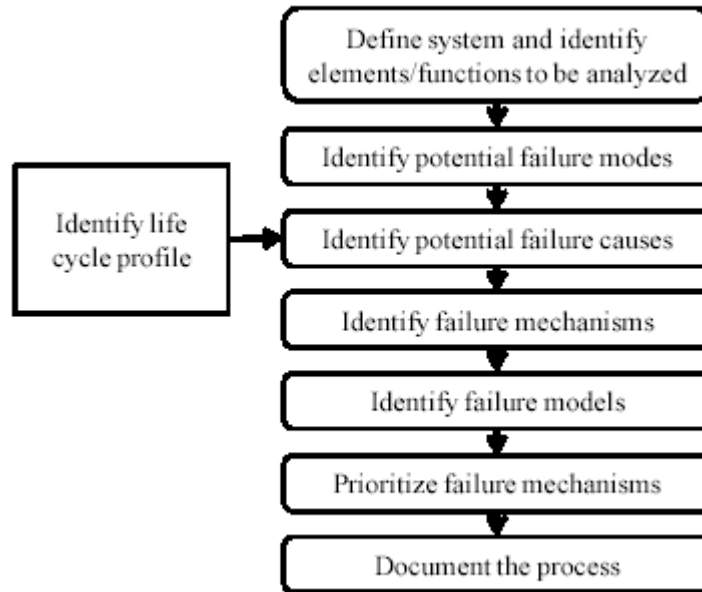 Define system and identify
elements/functions to be analyzed
Identify potential failure modes
Identify life
cycle profile
Identify potential failure causes
Identify failure mechanisms
Identify failure models
Prioritize failure mechanisms
Document the process